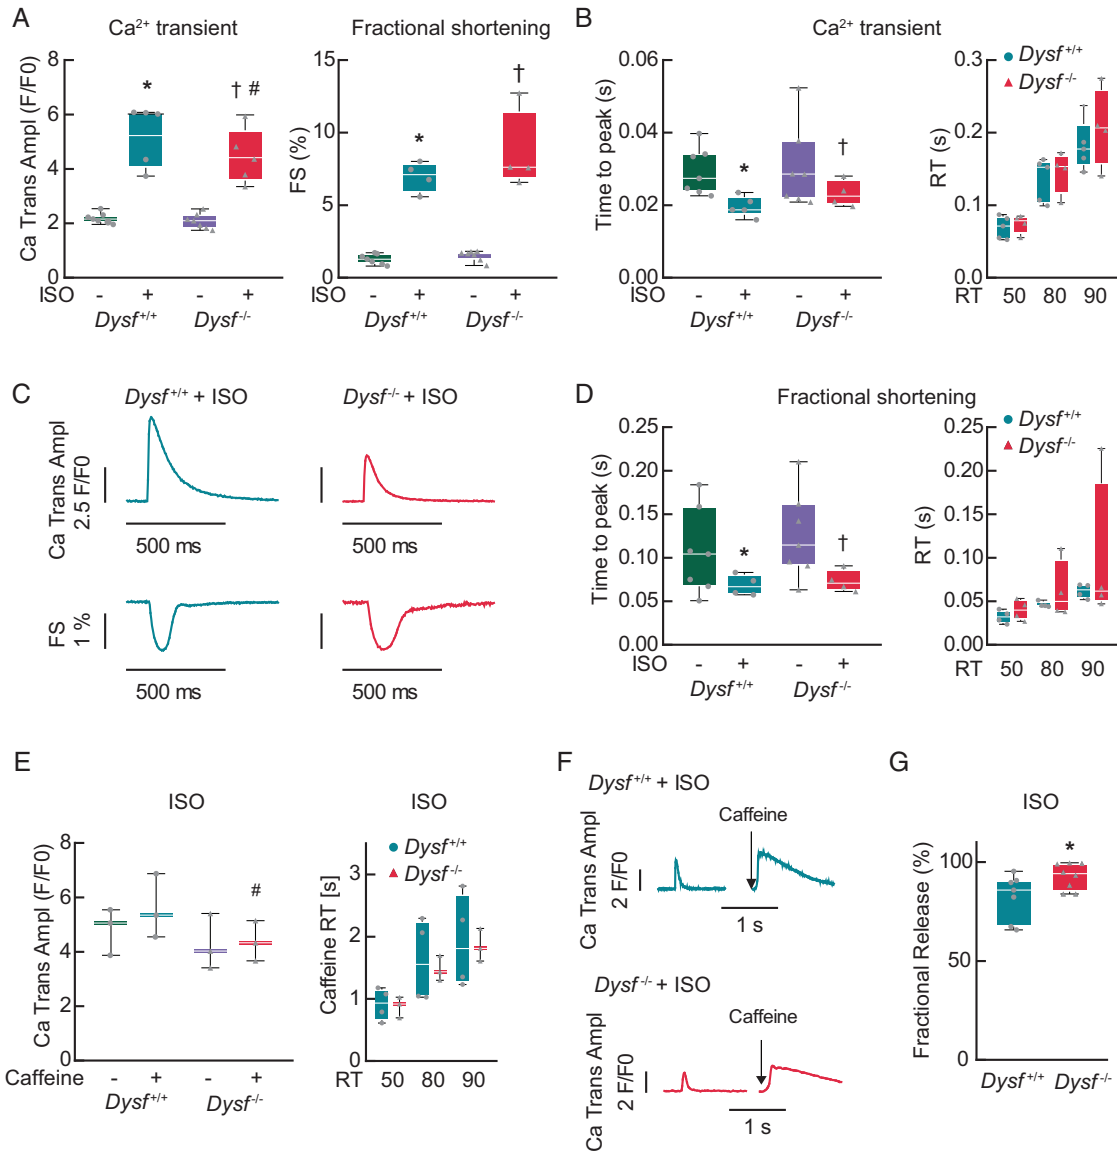 A
Ca²⁺ transient
Fractional shortening
Ca Trans Ampl (F/F0)
8
6
4
2
0
*
† #
FS (%)
15
10
5
0
*
†
ISO - + - +
- + - +
Dysf⁺/⁺ Dysf⁻/⁻
Dysf⁺/⁺ Dysf⁻/⁻
B
Ca²⁺ transient
Time to peak (s)
0.06
0.04
0.02
0.00
*
†
ISO - + - +
Dysf⁺/⁺ Dysf⁻/⁻
RT (s)
0.3
0.2
0.1
0.0
Dysf⁺/⁺
Dysf⁻/⁻
RT 50 80 90
C
Dysf⁺/⁺ + ISO
Dysf⁻/⁻ + ISO
Ca Trans Ampl
2.5 F/F0
500 ms
500 ms
FS
1 %
500 ms
500 ms
D
Fractional shortening
Time to peak (s)
0.25
0.20
0.15
0.10
0.05
0.00
*
†
ISO - + - +
Dysf⁺/⁺ Dysf⁻/⁻
RT (s)
0.25
0.20
0.15
0.10
0.05
0.00
Dysf⁺/⁺
Dysf⁻/⁻
RT 50 80 90
E
ISO
Ca Trans Ampl (F/F0)
8
6
4
2
0
#
Caffeine - + - +
Dysf⁺/⁺ Dysf⁻/⁻
ISO
Caffeine RT [s]
3
2
1
0
Dysf⁺/⁺
Dysf⁻/⁻
RT 50 80 90
F
Dysf⁺/⁺ + ISO
Caffeine
Ca Trans Ampl
2 F/F0
1 s
Dysf⁻/⁻ + ISO
Caffeine
Ca Trans Ampl
2 F/F0
1 s
G
ISO
Fractional Release (%)
100
50
0
*
Dysf⁺/⁺ Dysf⁻/⁻